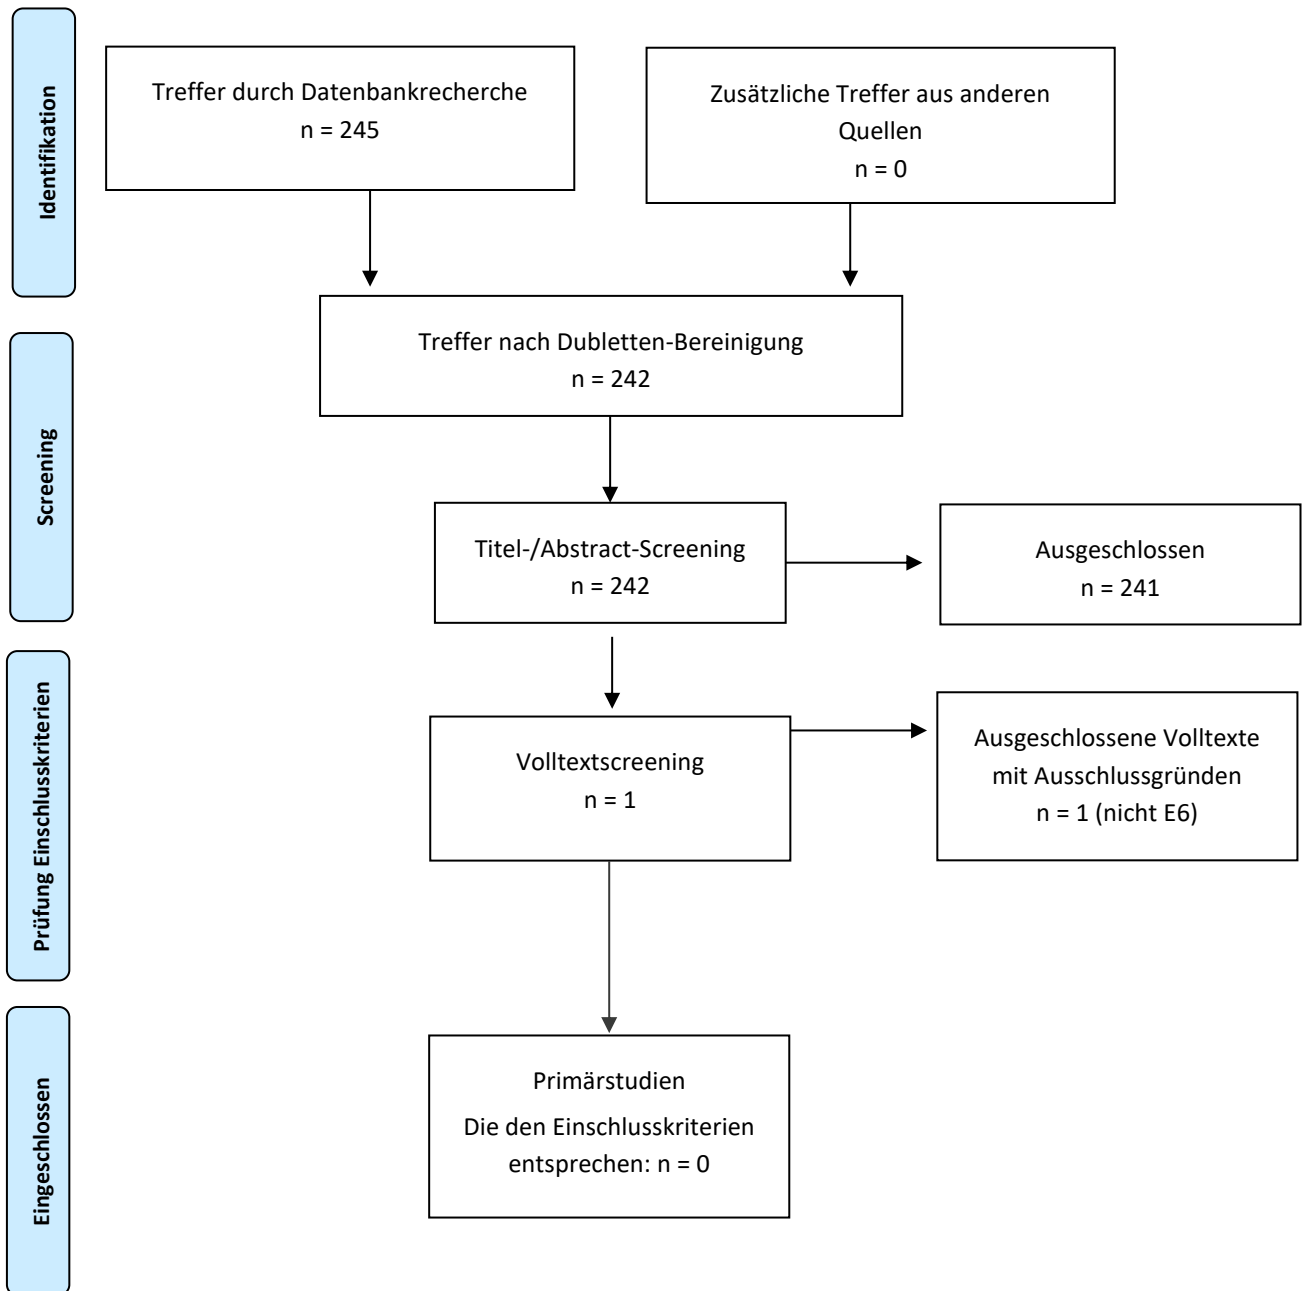 Identifikation
Treffer durch Datenbankrecherche
n = 245
Zusätzliche Treffer aus anderen
Quellen
n = 0
Treffer nach Dubletten-Bereinigung
n = 242
Screening
Titel-/Abstract-Screening
n = 242
Ausgeschlossen
n = 241
Prüfung Einschlusskriterien
Volltextscreening
n = 1
Ausgeschlossene Volltexte
mit Ausschlussgründen
n = 1 (nicht E6)
Eingeschlossen
Primärstudien
Die den Einschlusskriterien
entsprechen: n = 0